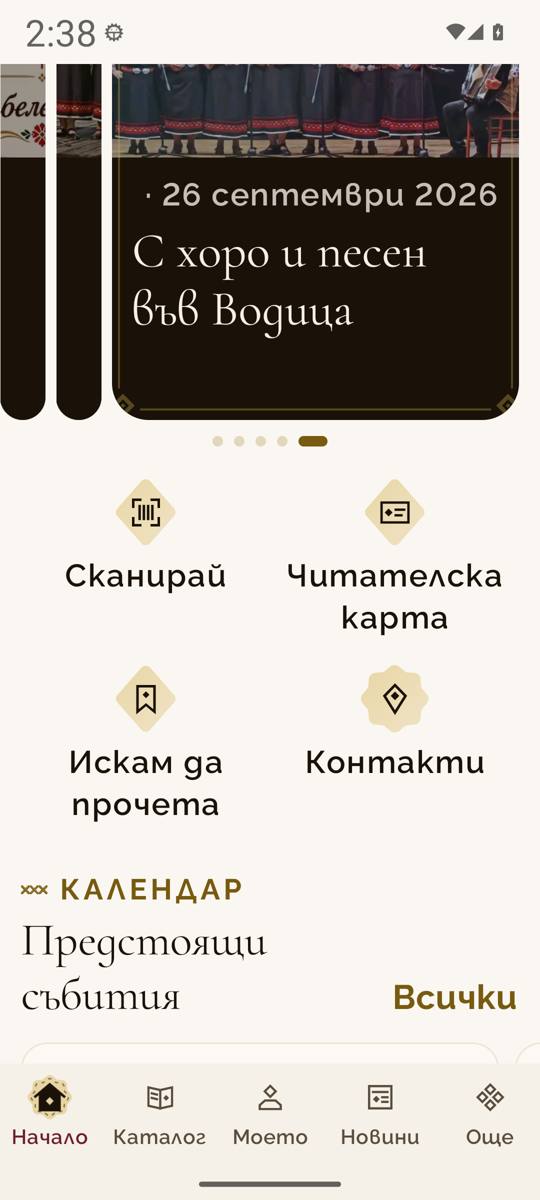 2:38
· 26 септември 2026
С хоро и песен
във Водица
Сканирай
Читателска
карта
Искам да
прочета
Контакти
КАЛЕНДАР
Предстоящи
събития
Всички
Начало
Каталог
Моето
Новини
Още